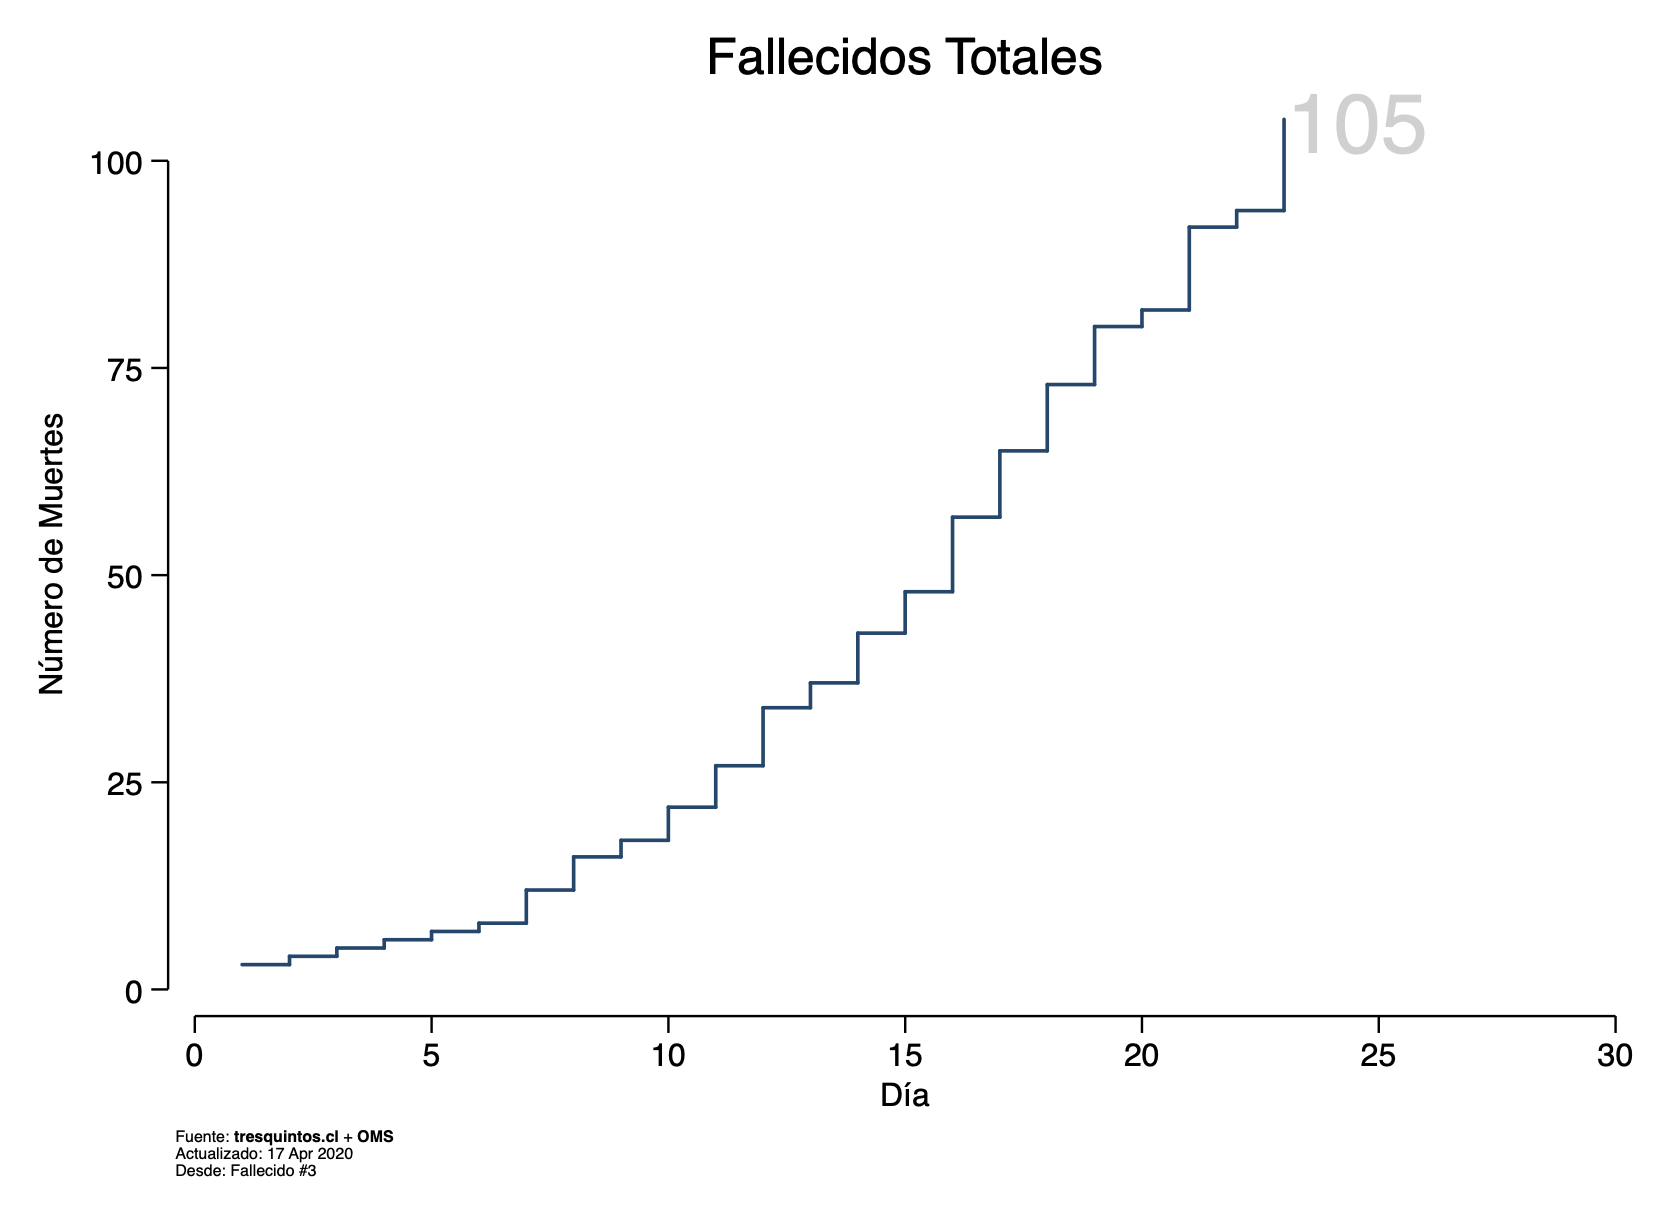 Fallecidos Totales
105
100
75
50
25
0
Número de Muertes
0 5 10 15 20 25 30
Día
Fuente: tresquintos.cl + OMS
Actualizado: 17 Apr 2020
Desde: Fallecido #3